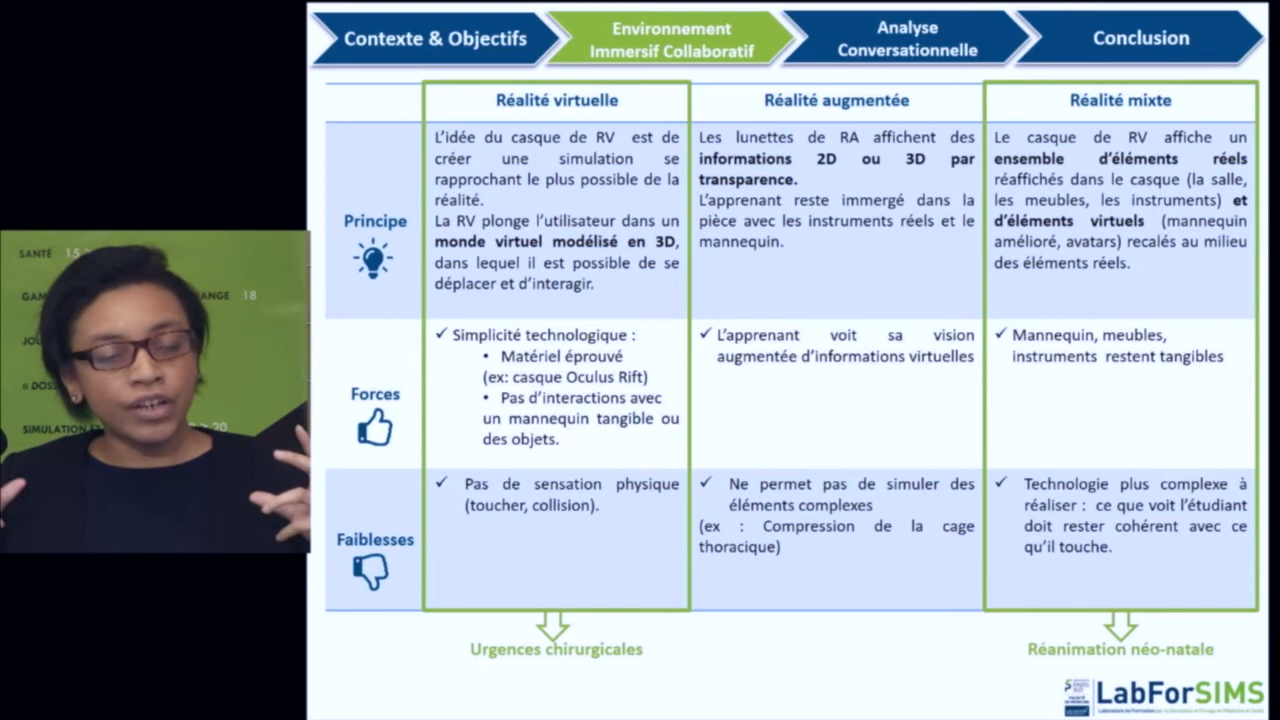 Contexte & Objectifs
Environnement
Immersif Collaboratif
Analyse
Conversationnelle
Conclusion
Réalité virtuelle
Réalité augmentée
Réalité mixte
Principe
L'idée du casque de RV est de
créer une simulation se
rapprochant le plus possible de la
réalité.
La RV plonge l'utilisateur dans un
monde virtuel modélisé en 3D,
dans lequel il est possible de se
déplacer et d'interagir.
Les lunettes de RA affichent des
informations 2D ou 3D par
transparence.
L'apprenant reste immergé dans la
pièce avec les instruments réels et le
mannequin.
Le casque de RV affiche un
ensemble d'éléments réels
réaffichés dans le casque (la salle,
les meubles, les instruments) et
d'éléments virtuels (mannequin
amélioré, avatars) recalés au milieu
des éléments réels.
Forces
✓ Simplicité technologique :
• Matériel éprouvé
(ex: casque Oculus Rift)
• Pas d'interactions avec
un mannequin tangible ou
des objets.
✓ L'apprenant voit sa vision
augmentée d'informations virtuelles
✓ Mannequin, meubles,
instruments restent tangibles
Faiblesses
✓ Pas de sensation physique
(toucher, collision).
✓ Ne permet pas de simuler des
éléments complexes
(ex : Compression de la cage
thoracique)
✓ Technologie plus complexe à
réaliser : ce que voit l'étudiant
doit rester cohérent avec ce
qu'il touche.
Urgences chirurgicales
Réanimation néo-natale
LabForSIMS
SANTÉ 15
HANGE 18
SIMULATION ET
> 20